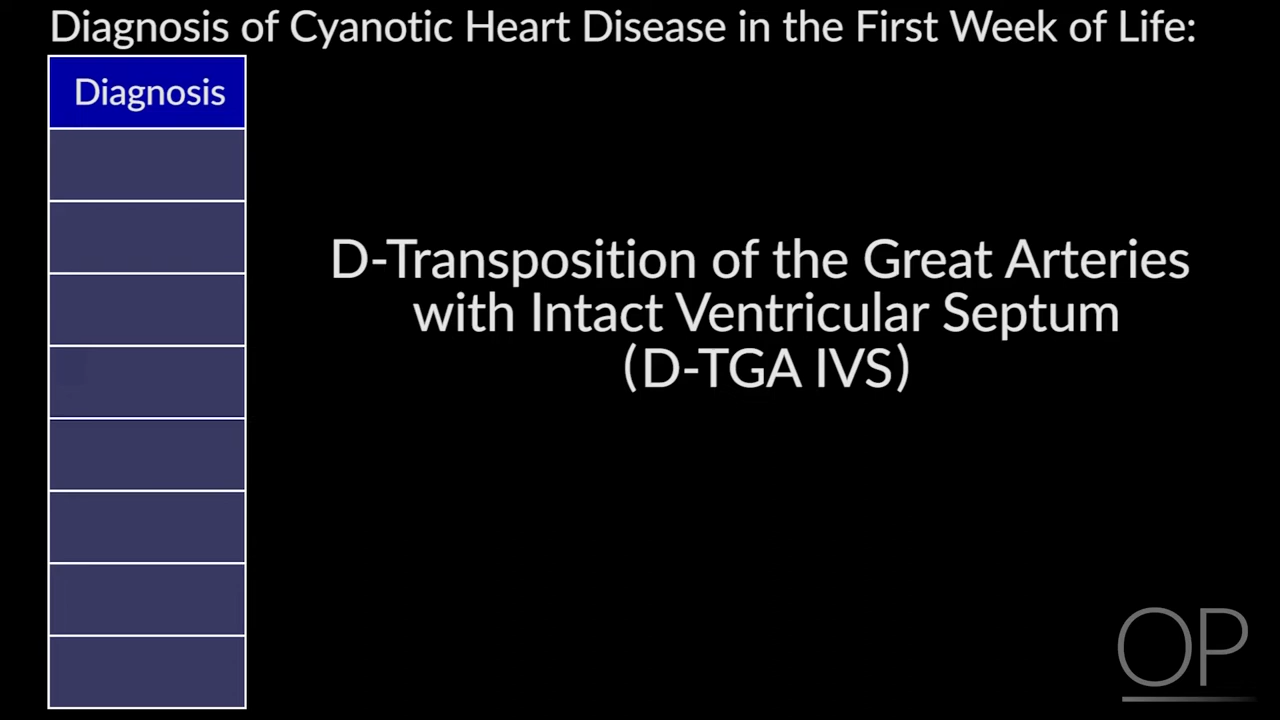 Diagnosis of Cyanotic Heart Disease in the First Week of Life:
Diagnosis
D-Transposition of the Great Arteries
with Intact Ventricular Septum
(D-TGA IVS)
OP